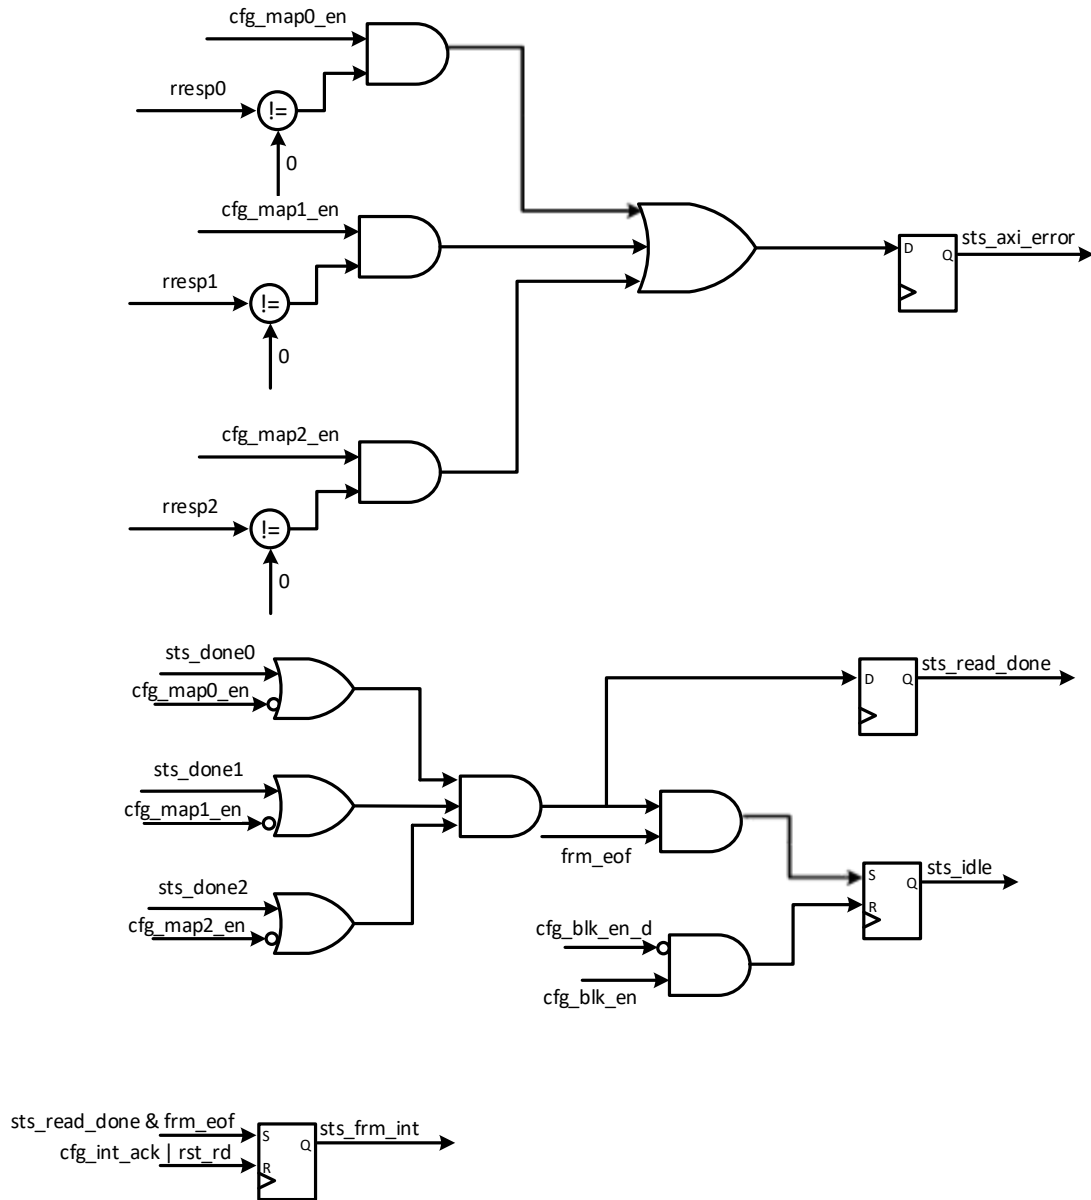 cfg_map0_en
rresp0
!=
0
cfg_map1_en
rresp1
!=
0
D
Q
sts_axi_error
cfg_map2_en
rresp2
!=
0
sts_done0
cfg_map0_en
D
Q
sts_read_done
sts_done1
cfg_map1_en
frm_eof
sts_done2
cfg_map2_en
S
Q
R
sts_idle
cfg_blk_en_d
cfg_blk_en
sts_read_done & frm_eof
cfg_int_ack | rst_rd
S
Q
R
sts_frm_int